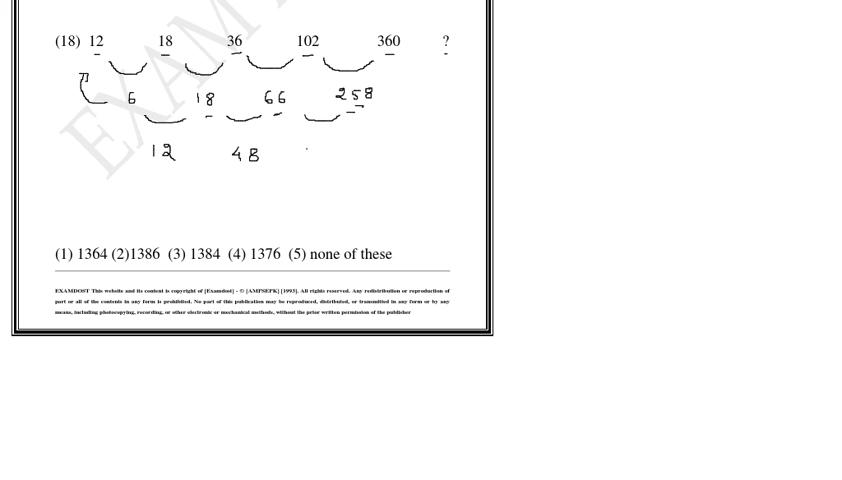 (18) 12 18 36 102 360 ?
6 18 66 258
12 48
(1) 1364 (2)1386 (3) 1384 (4) 1376 (5) none of these
EXAMDOST This website and its content is copyright of [Examdost] - © [AMPSEFK] [1993]. All rights reserved. Any redistribution or reproduction of
part or all of the contents in any form is prohibited. No part of this publication may be reproduced, distributed, or transmitted in any form or by any
means, including photocopying, recording, or other electronic or mechanical methods, without the prior written permission of the publisher